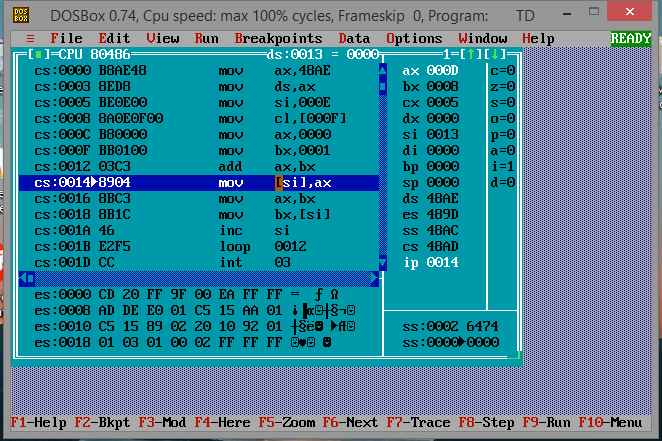 DOSBox 0.74, Cpu speed: max 100% cycles, Frameskip 0, Program: TD
≡ File Edit View Run Breakpoints Data Options Window Help READY
[■]=CPU 80486 ds:0013 = 0000 1=[↑][↓]
cs:0000 B8AE48 mov ax,48AE ax 000D c=0
cs:0003 8ED8 mov ds,ax bx 0008 z=0
cs:0005 BE0E00 mov si,000E cx 0005 s=0
cs:0008 8A0E0F00 mov cl,[000F] dx 0000 o=0
cs:000C BB0000 mov ax,0000 si 0013 p=0
cs:000F BB0100 mov bx,0001 di 0000 a=0
cs:0012 03C3 add ax,bx bp 0000 i=1
cs:0014►8904 mov [si],ax sp 0000 d=0
cs:0016 8BC3 mov ax,bx ds 48AE
cs:0018 8B1C mov bx,[si] es 489D
cs:001A 46 inc si ss 48AC
cs:001B E2F5 loop 0012 cs 48AD
cs:001D CC int 03 ip 0014
es:0000 CD 20 FF 9F 00 EA FF FF = ƒ Ω
es:0008 AD DE E0 01 C5 15 AA 01
es:0010 C5 15 89 02 20 10 92 01 ss:0002 6474
es:0018 01 03 01 00 02 FF FF FF ss:0000►0000
F1-Help F2-Bkpt F3-Mod F4-Here F5-Zoom F6-Next F7-Trace F8-Step F9-Run F10-Menu